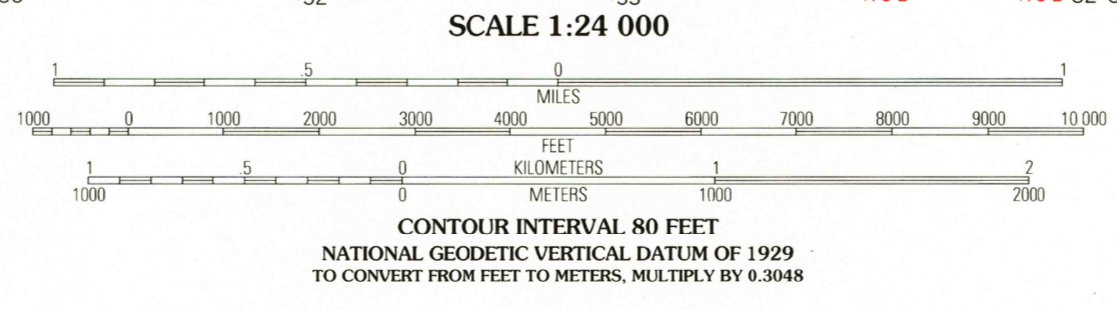 SCALE 1:24 000
1 .5 0 1
MILES
1000 0 1000 2000 3000 4000 5000 6000 7000 8000 9000 10 000
FEET
1 .5 0 KILOMETERS 1 2
1000 0 METERS 1000 2000
CONTOUR INTERVAL 80 FEET
NATIONAL GEODETIC VERTICAL DATUM OF 1929
TO CONVERT FROM FEET TO METERS, MULTIPLY BY 0.3048